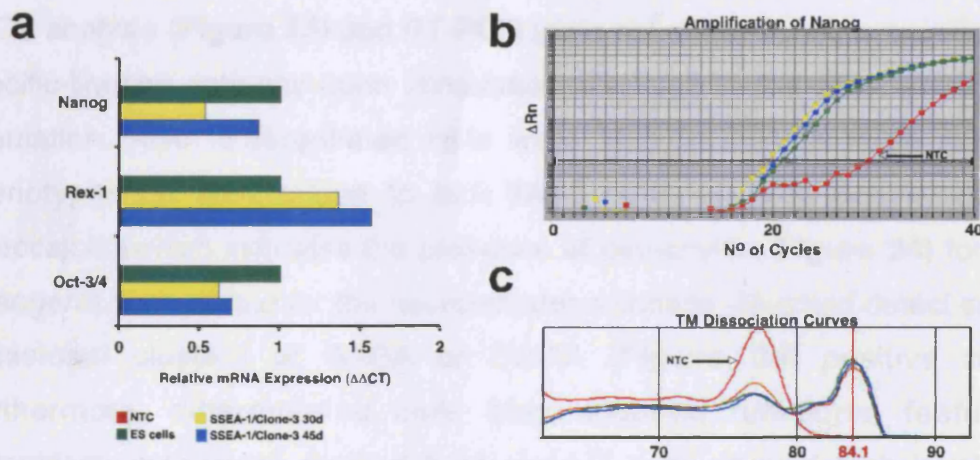 a
Nanog
Rex-1
Oct-3/4
0 0.5 1 1.5 2
Relative mRNA Expression (ΔΔCT)
NTC SSEA-1/Clone-3 30d
ES cells SSEA-1/Clone-3 45d
b
Amplification of Nanog
ΔRn
NTC
0 20 40
Nº of Cycles
c
TM Dissociation Curves
NTC
70 80 84.1 90